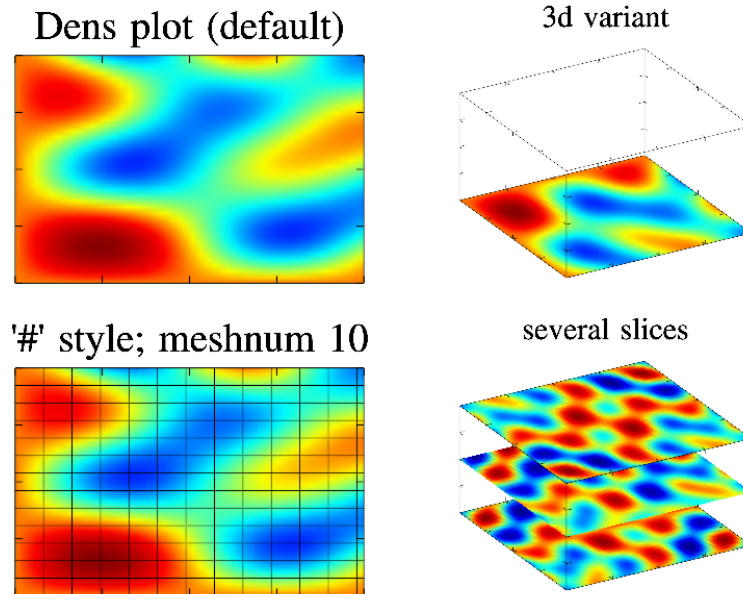 Dens plot (default)
3d variant
'#' style; meshnum 10
several slices